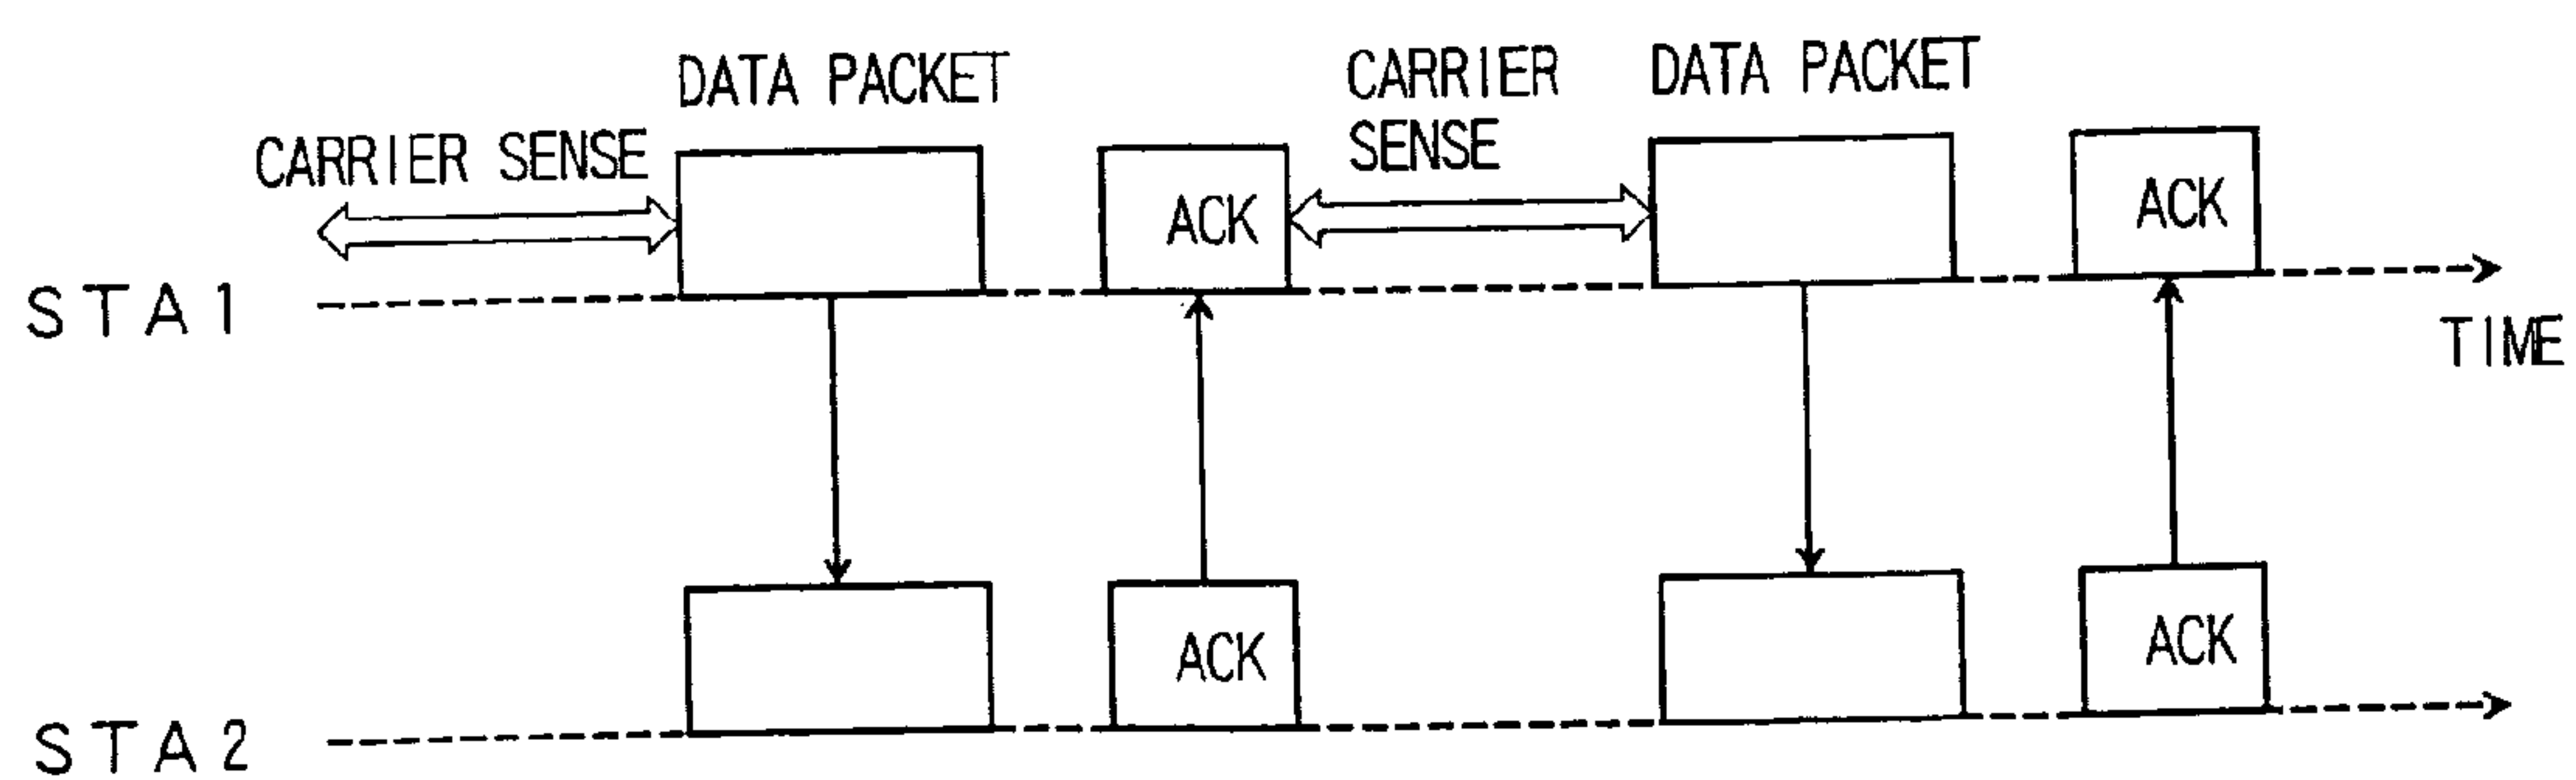 DATA PACKET
CARRIER SENSE
DATA PACKET
CARRIER SENSE
ACK
ACK
STA1
TIME
ACK
ACK
STA2